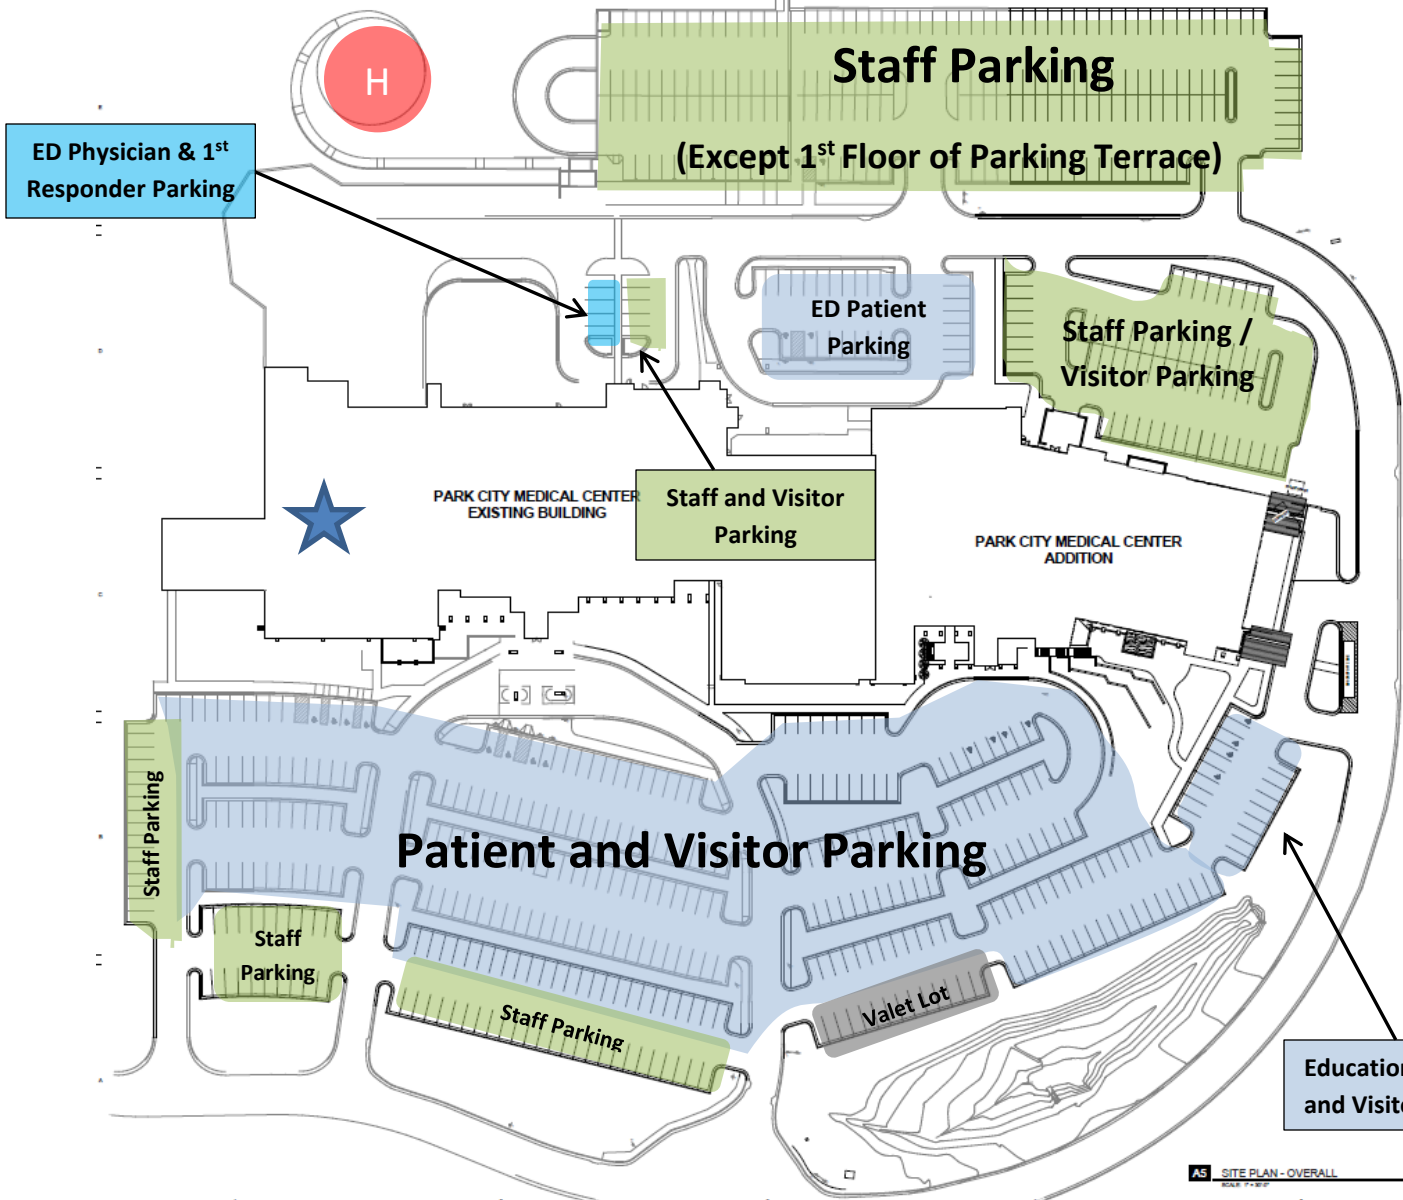 Staff Parking
H
(Except 1st Floor of Parking Terrace)
ED Physician & 1st
Responder Parking
ED Patient
Parking
Staff Parking /
Visitor Parking
PARK CITY MEDICAL CENTER
EXISTING BUILDING
Staff and Visitor
Parking
PARK CITY MEDICAL CENTER
ADDITION
Staff Parking
Patient and Visitor Parking
Staff
Parking
Staff Parking
Valet Lot
Education
and Visito
A5 SITE PLAN - OVERALL